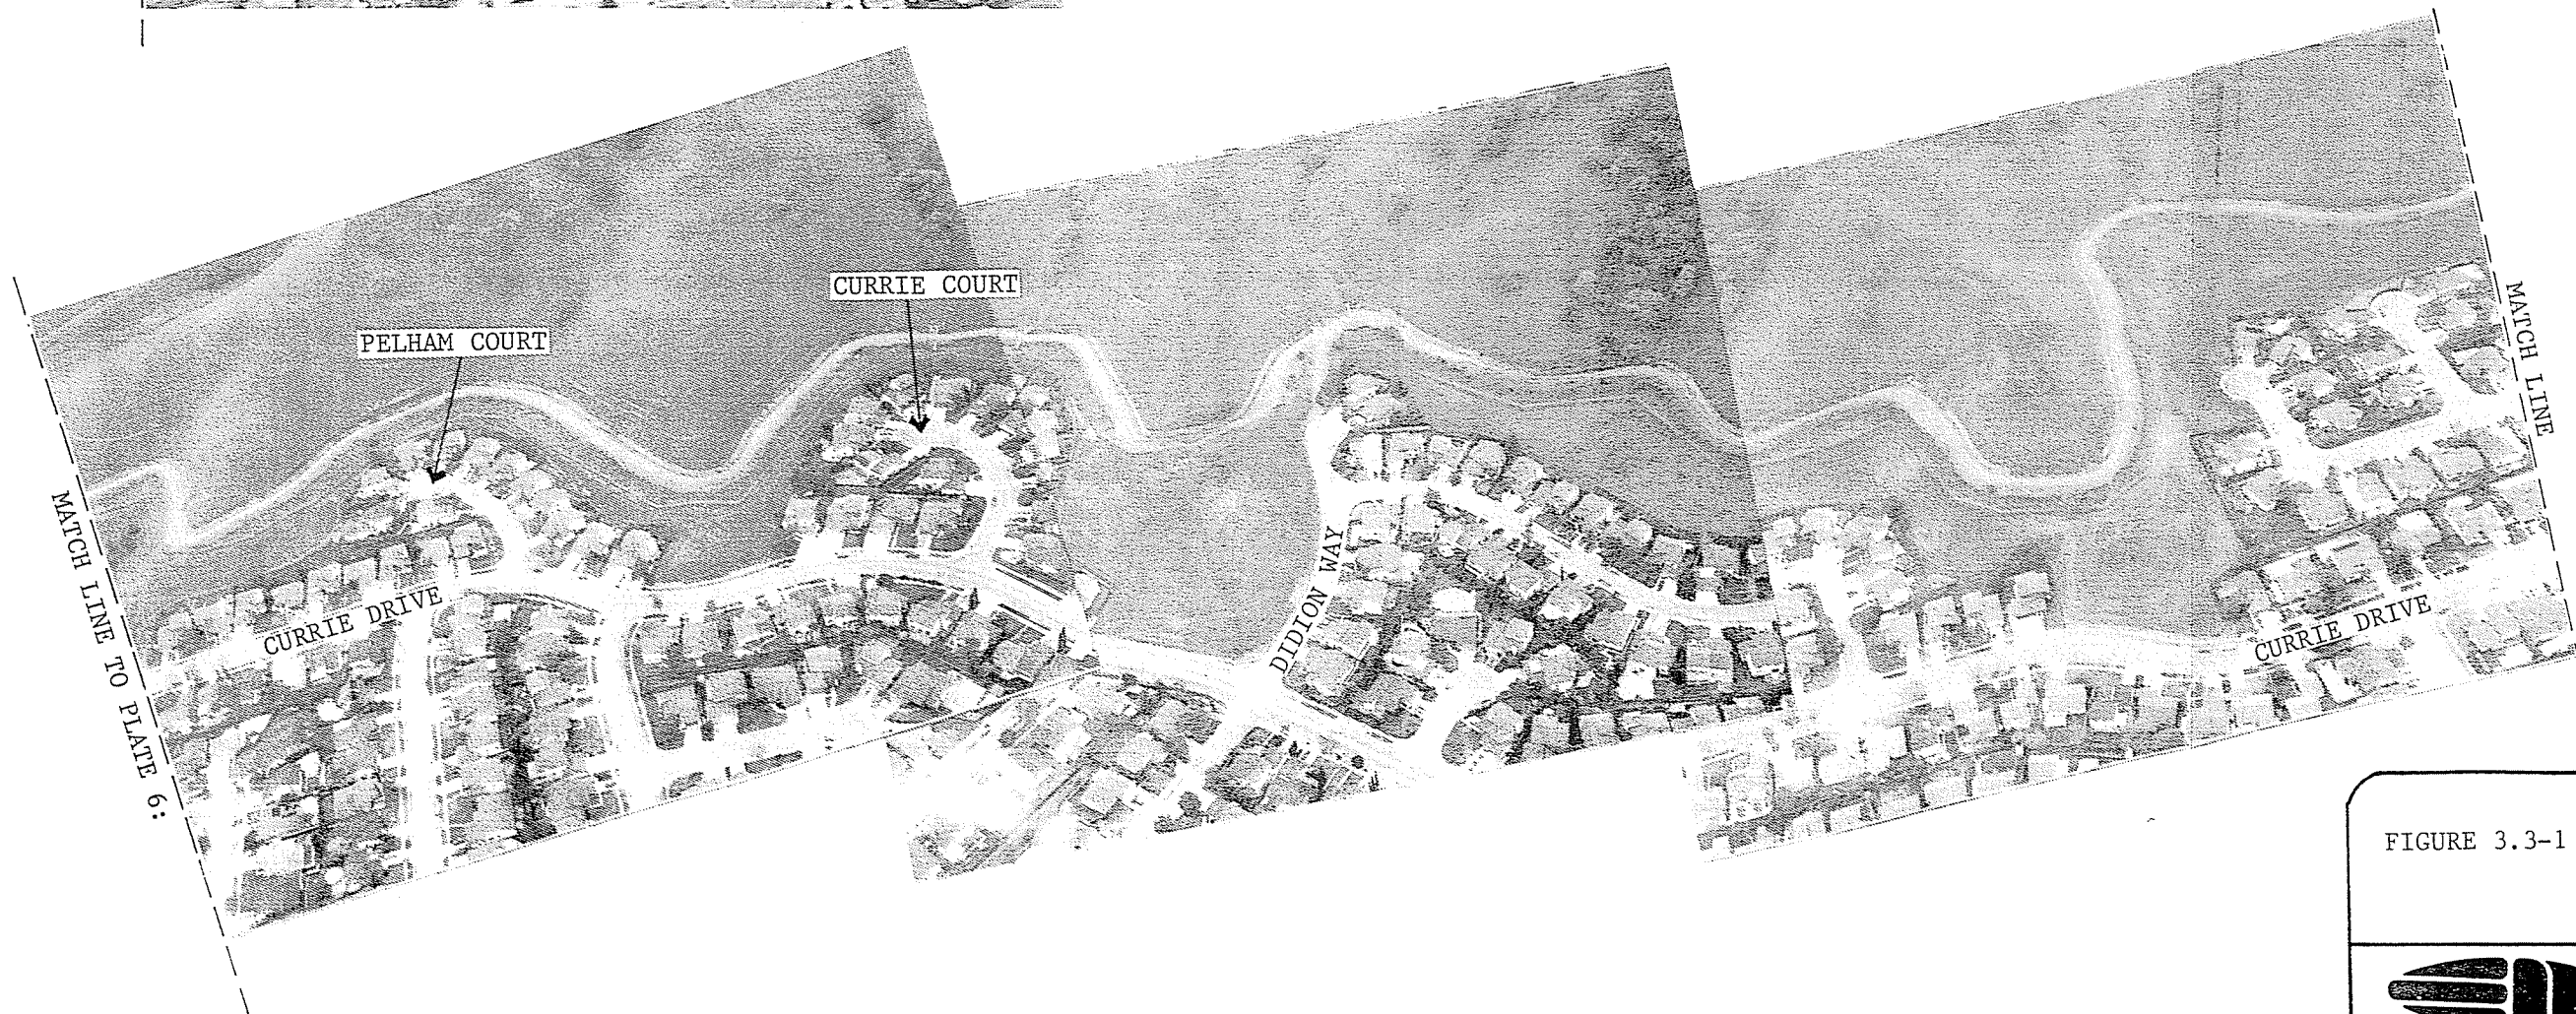 CURRIE COURT
PELHAM COURT
MATCH LINE
MATCH LINE TO PLATE 6:
CURRIE DRIVE
DIDION WAY
CURRIE DRIVE
FIGURE 3.3-1